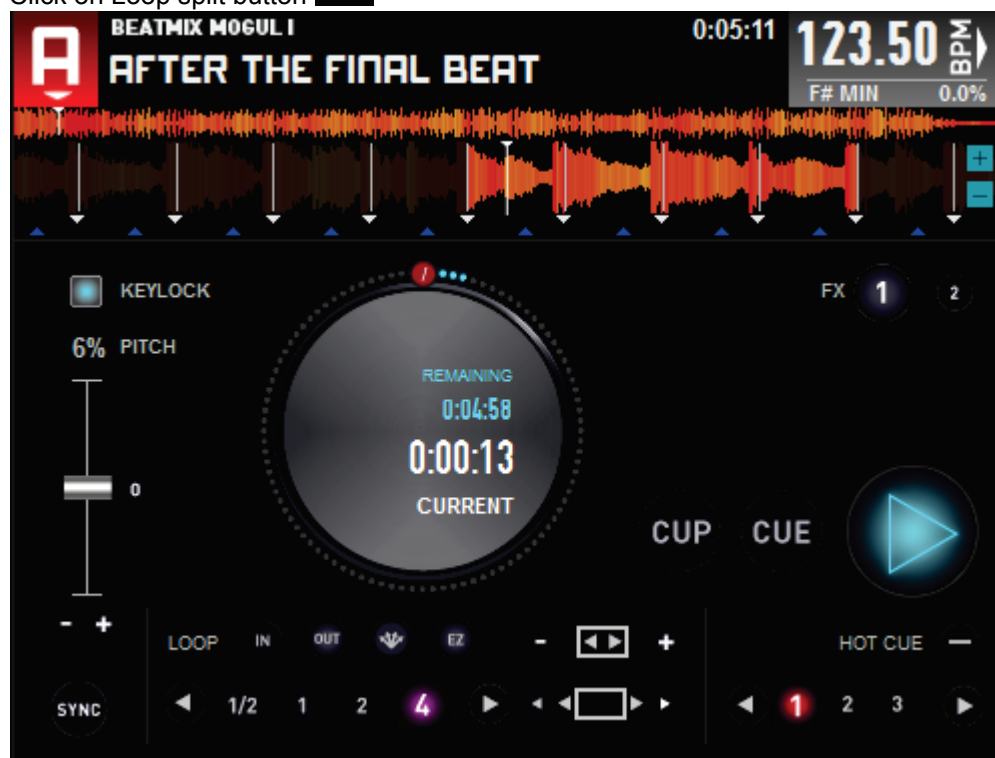 Click on Loop split button
A
BEATMIX MOGUL I
0:05:11
AFTER THE FINAL BEAT
123.50 BPM
F# MIN 0.0%
+
−
KEYLOCK
FX 1 2
6% PITCH
REMAINING
0:04:58
0:00:13
CURRENT
0
CUP CUE
- +
LOOP IN OUT EZ - +
HOT CUE —
SYNC
1/2 1 2 4
1 2 3